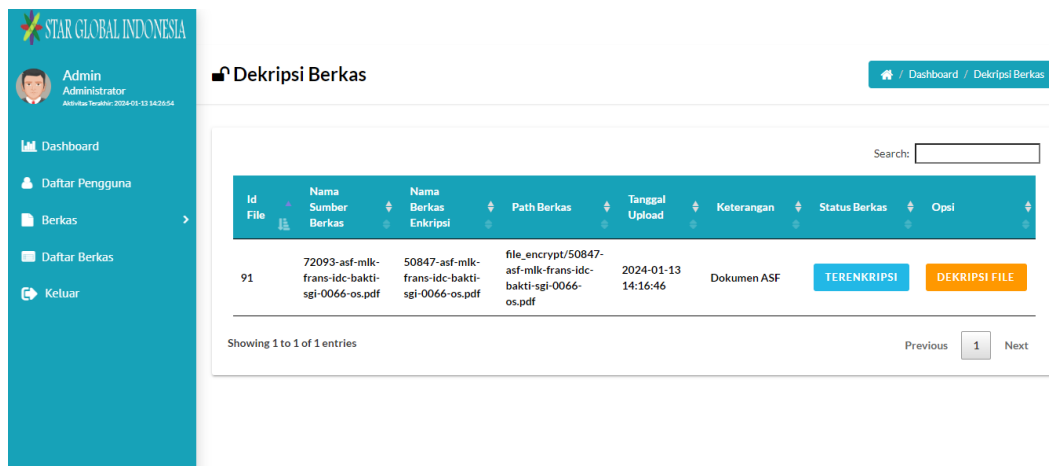 STAR GLOBAL INDONESIA
Admin
Administrator
Aktivitas Terakhir: 2024-01-13 14:26:54
Dashboard
Daftar Pengguna
Berkas
Daftar Berkas
Keluar
Dekripsi Berkas
/ Dashboard / Dekripsi Berkas
Search:
Id
File
Nama
Sumber
Berkas
Nama
Berkas
Enkripsi
Path Berkas
Tanggal
Upload
Keterangan
Status Berkas
Opsi
91
72093-asf-mlk-
frans-idc-bakti-
sgi-0066-os.pdf
50847-asf-mlk-
frans-idc-bakti-
sgi-0066-os.pdf
file_encrypt/50847-
asf-mlk-frans-idc-
bakti-sgi-0066-
os.pdf
2024-01-13
14:16:46
Dokumen ASF
TERENKRIPSI
DEKRIPSI FILE
Showing 1 to 1 of 1 entries
Previous 1 Next